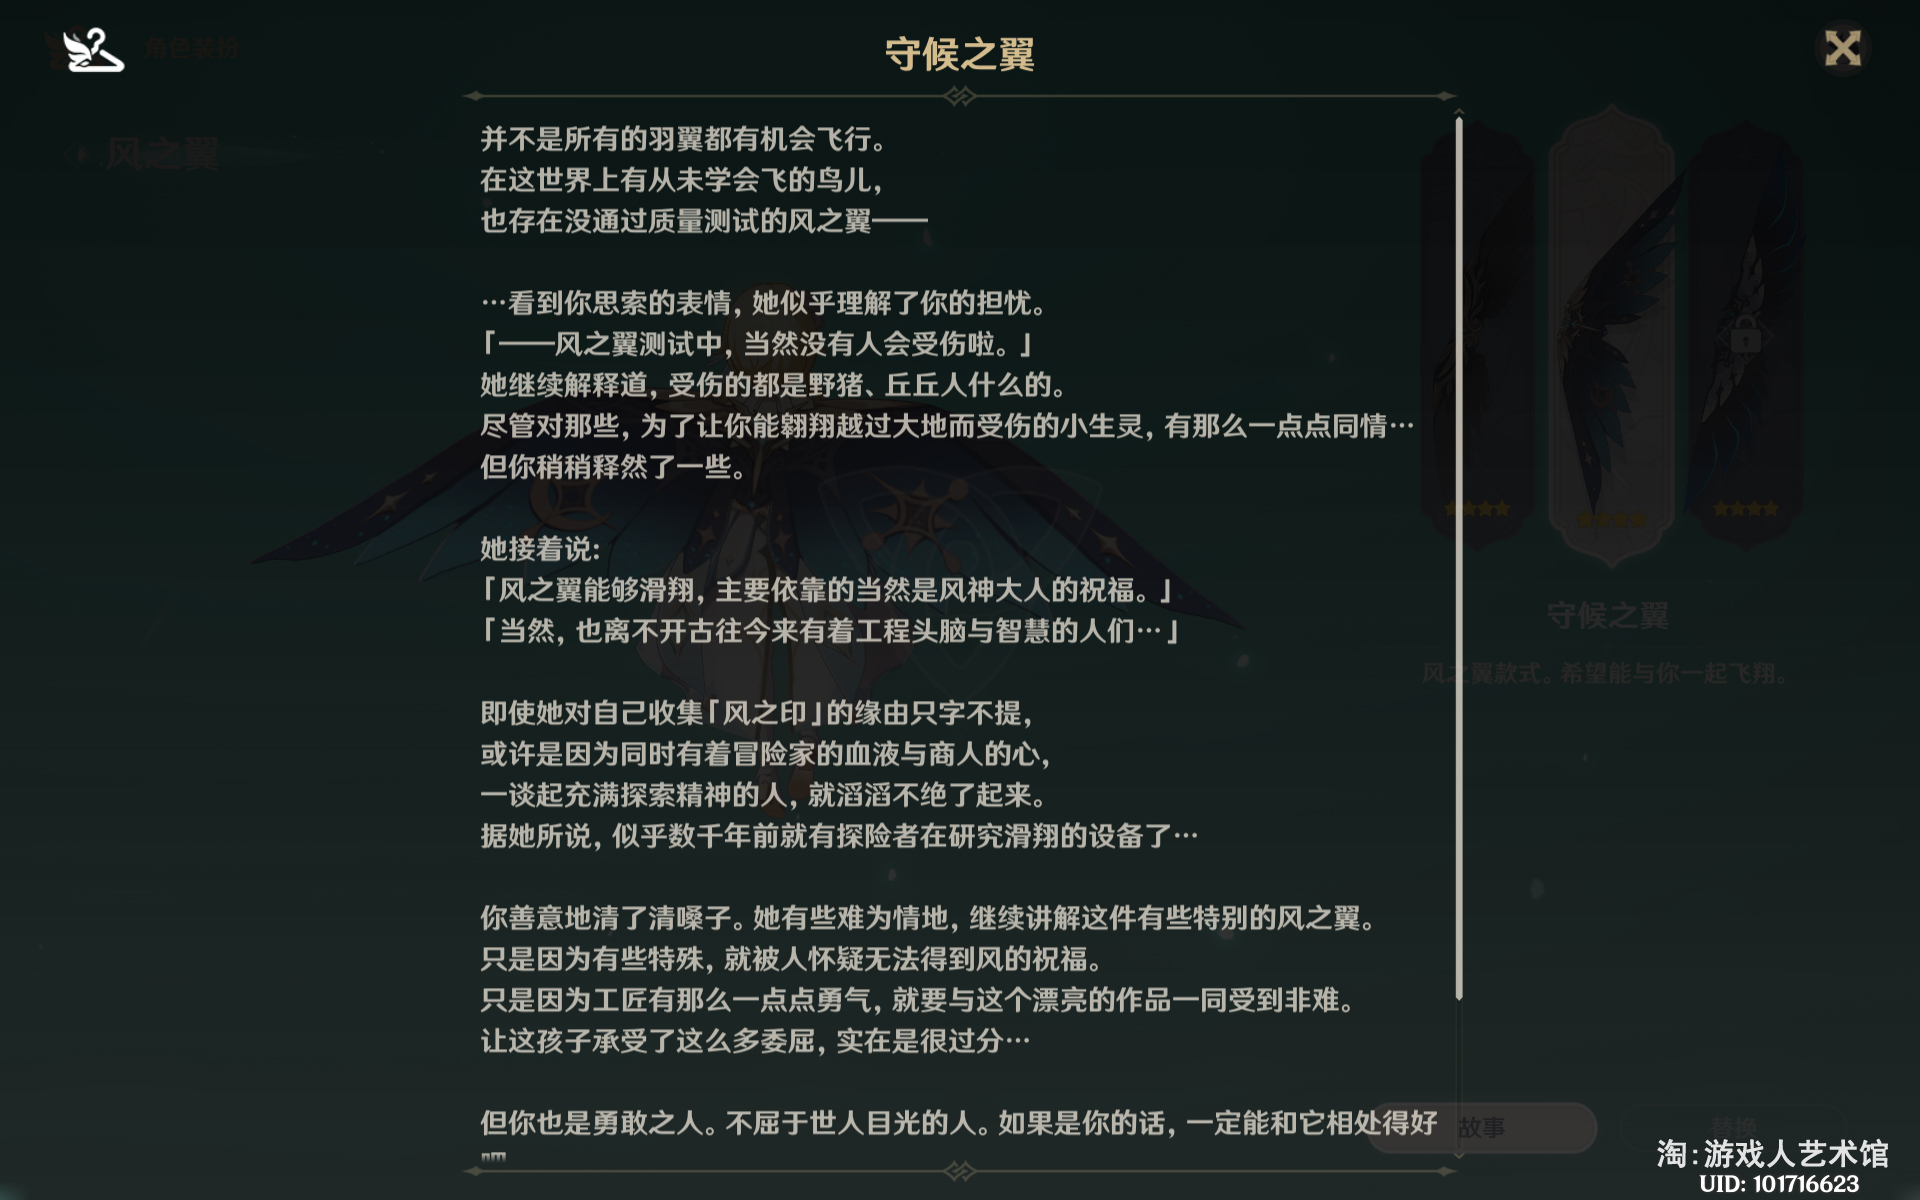 角色装扮
守候之翼
风之翼
并不是所有的羽翼都有机会飞行。
在这世界上有从未学会飞的鸟儿，
也存在没通过质量测试的风之翼——
…看到你思索的表情，她似乎理解了你的担忧。
「——风之翼测试中，当然没有人会受伤啦。」
她继续解释道，受伤的都是野猪、丘丘人什么的。
尽管对那些，为了让你能翱翔越过大地而受伤的小生灵，有那么一点点同情…
但你稍稍释然了一些。
她接着说：
「风之翼能够滑翔，主要依靠的当然是风神大人的祝福。」
「当然，也离不开古往今来有着工程头脑与智慧的人们…」
即使她对自己收集「风之印」的缘由只字不提，
或许是因为同时有着冒险家的血液与商人的心，
一谈起充满探索精神的人，就滔滔不绝了起来。
据她所说，似乎数千年前就有探险者在研究滑翔的设备了…
你善意地清了清嗓子。她有些难为情地，继续讲解这件有些特别的风之翼。
只是因为有些特殊，就被人怀疑无法得到风的祝福。
只是因为工匠有那么一点点勇气，就要与这个漂亮的作品一同受到非难。
让这孩子承受了这么多委屈，实在是很过分…
但你也是勇敢之人。不屈于世人目光的人。如果是你的话，一定能和它相处得好
守候之翼
风之翼款式。希望能与你一起飞翔。
故事
替换
淘：游戏人艺术馆
UID: 101716623